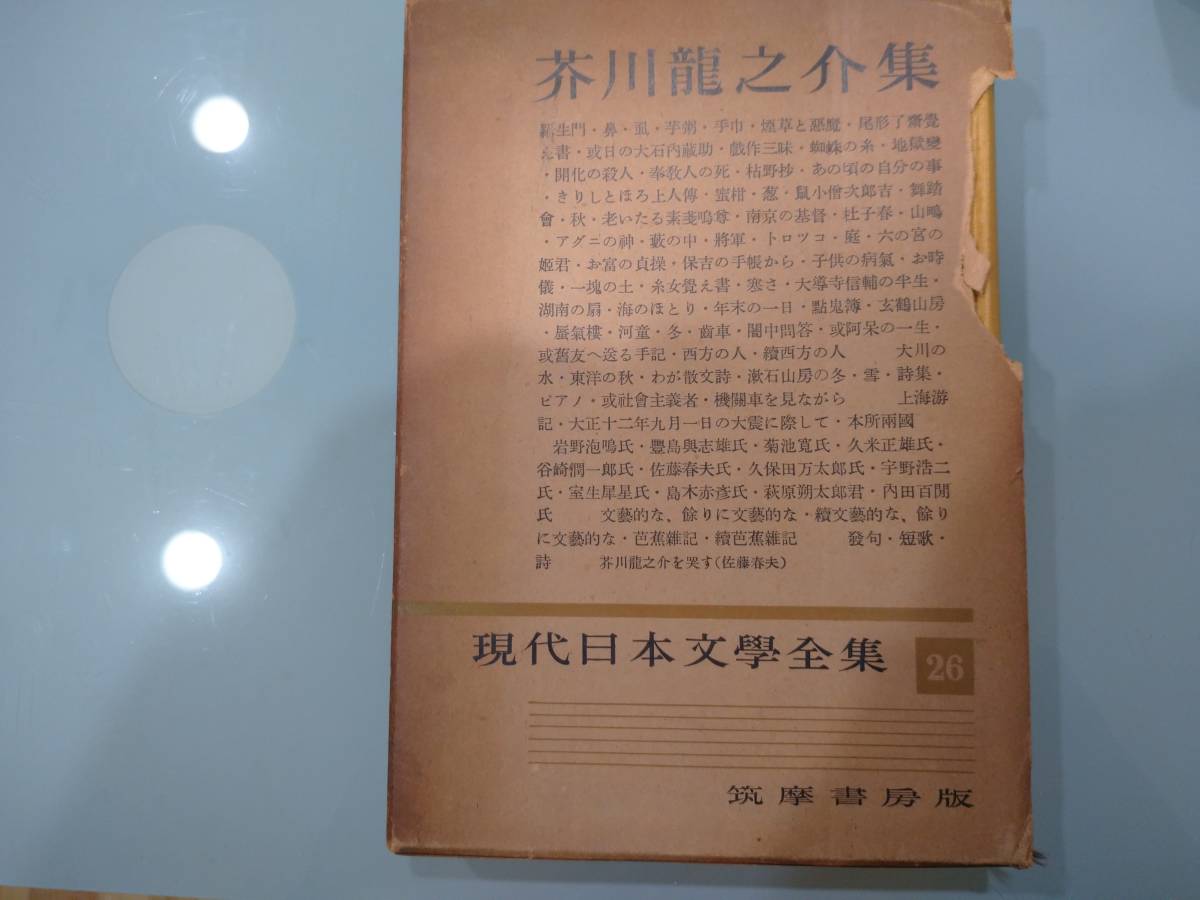 芥川龍之介集
羅生門・鼻・虱・芋粥・手巾・煙草と惡魔・尾形了齋覺
え書・或日の大石内藏助・戲作三昧・蜘蛛の糸・地獄變
・開化の殺人・奉敎人の死・枯野抄・あの頃の自分の事
・きりしとほろ上人傳・蜜柑・葱・鼠小僧次郎吉・舞踏
會・秋・老いたる素戔嗚尊・南京の基督・杜子春・山鴫
・アグニの神・藪の中・將軍・トロツコ・庭・六の宮の
姬君・お富の貞操・保吉の手帳から・子供の病氣・お時
儀・一塊の土・糸女覺え書・寒さ・大導寺信輔の半生・
湖南の扇・海のほとり・年末の一日・點鬼簿・玄鶴山房
・蜃氣樓・河童・冬・齒車・闇中問答・或阿呆の一生・
或舊友へ送る手記・西方の人・續西方の人　　大川の
水・東洋の秋・わが散文詩・漱石山房の冬・雪・詩集・
ピアノ・或社會主義者・機關車を見ながら　　上海游
記・大正十二年九月一日の大震に際して・本所兩國
岩野泡鳴氏・豐島與志雄氏・菊池寬氏・久米正雄氏・
谷崎潤一郎氏・佐藤春夫氏・久保田万太郎氏・宇野浩二
氏・室生犀星氏・島木赤彥氏・萩原朔太郎君・內田百閒
氏　　文藝的な、餘りに文藝的な・續文藝的な、餘り
に文藝的な・芭蕉雜記・續芭蕉雜記　　發句・短歌・
詩　　芥川龍之介を哭す（佐藤春夫）
現代日本文學全集 26
筑摩書房版